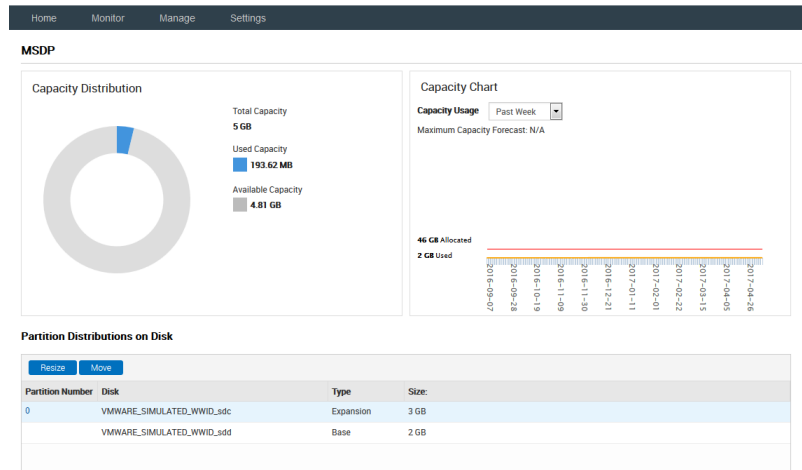 Home Monitor Manage Settings
MSDP
Capacity Distribution
Total Capacity
5 GB
Used Capacity
193.62 MB
Available Capacity
4.81 GB
Capacity Chart
Capacity Usage Past Week
Maximum Capacity Forecast: N/A
46 GB Allocated
2 GB Used
2016-09-07
2016-09-28
2016-10-19
2016-11-09
2016-11-30
2016-12-21
2017-01-11
2017-02-01
2017-02-22
2017-03-15
2017-04-05
2017-04-26
Partition Distributions on Disk
Resize Move
Partition Number Disk Type Size:
0 VMWARE_SIMULATED_WWID_sdc Expansion 3 GB
VMWARE_SIMULATED_WWID_sdd Base 2 GB